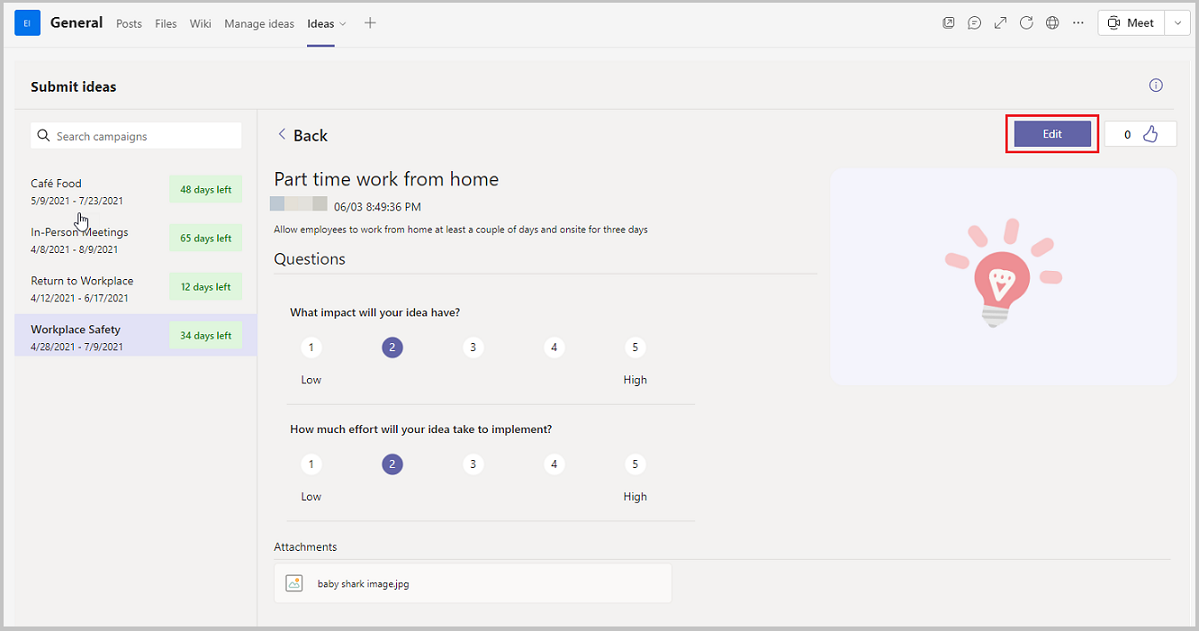 EI General Posts Files Wiki Manage ideas Ideas Meet
Submit ideas
Search campaigns
Café Food
5/9/2021 - 7/23/2021
48 days left
In-Person Meetings
4/8/2021 - 8/9/2021
65 days left
Return to Workplace
4/12/2021 - 6/17/2021
12 days left
Workplace Safety
4/28/2021 - 7/9/2021
34 days left
Back
Edit
0
Part time work from home
06/03 8:49:36 PM
Allow employees to work from home at least a couple of days and onsite for three days
Questions
What impact will your idea have?
1 2 3 4 5
Low High
How much effort will your idea take to implement?
1 2 3 4 5
Low High
Attachments
baby shark image.jpg